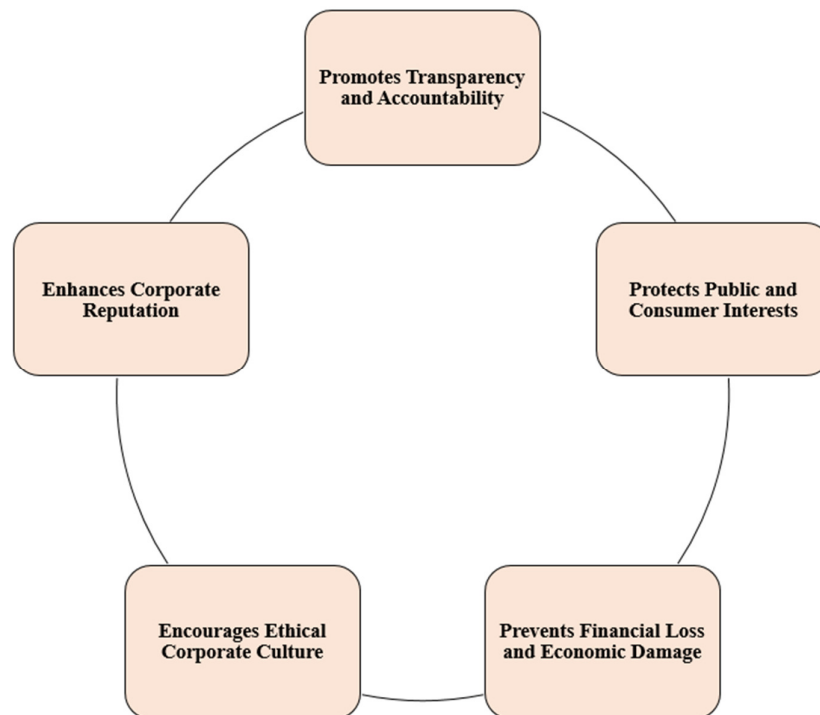 Promotes Transparency
and Accountability
Protects Public and
Consumer Interests
Prevents Financial Loss
and Economic Damage
Encourages Ethical
Corporate Culture
Enhances Corporate
Reputation